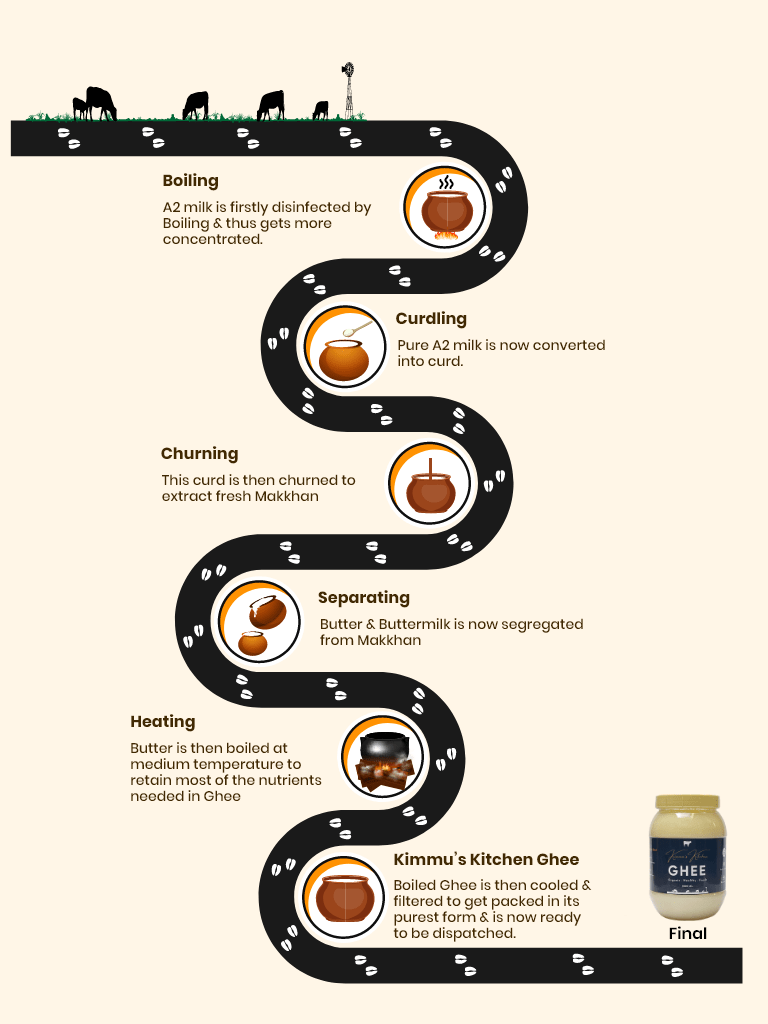 Boiling
A2 milk is firstly disinfected by
Boiling & thus gets more
concentrated.
Curdling
Pure A2 milk is now converted
into curd.
Churning
This curd is then churned to
extract fresh Makkhan
Separating
Butter & Buttermilk is now segregated
from Makkhan
Heating
Butter is then boiled at
medium temperature to
retain most of the nutrients
needed in Ghee
Kimmu's Kitchen Ghee
Boiled Ghee is then cooled &
filtered to get packed in its
purest form & is now ready
to be dispatched.
Kimmu's Kitchen
GHEE
Final